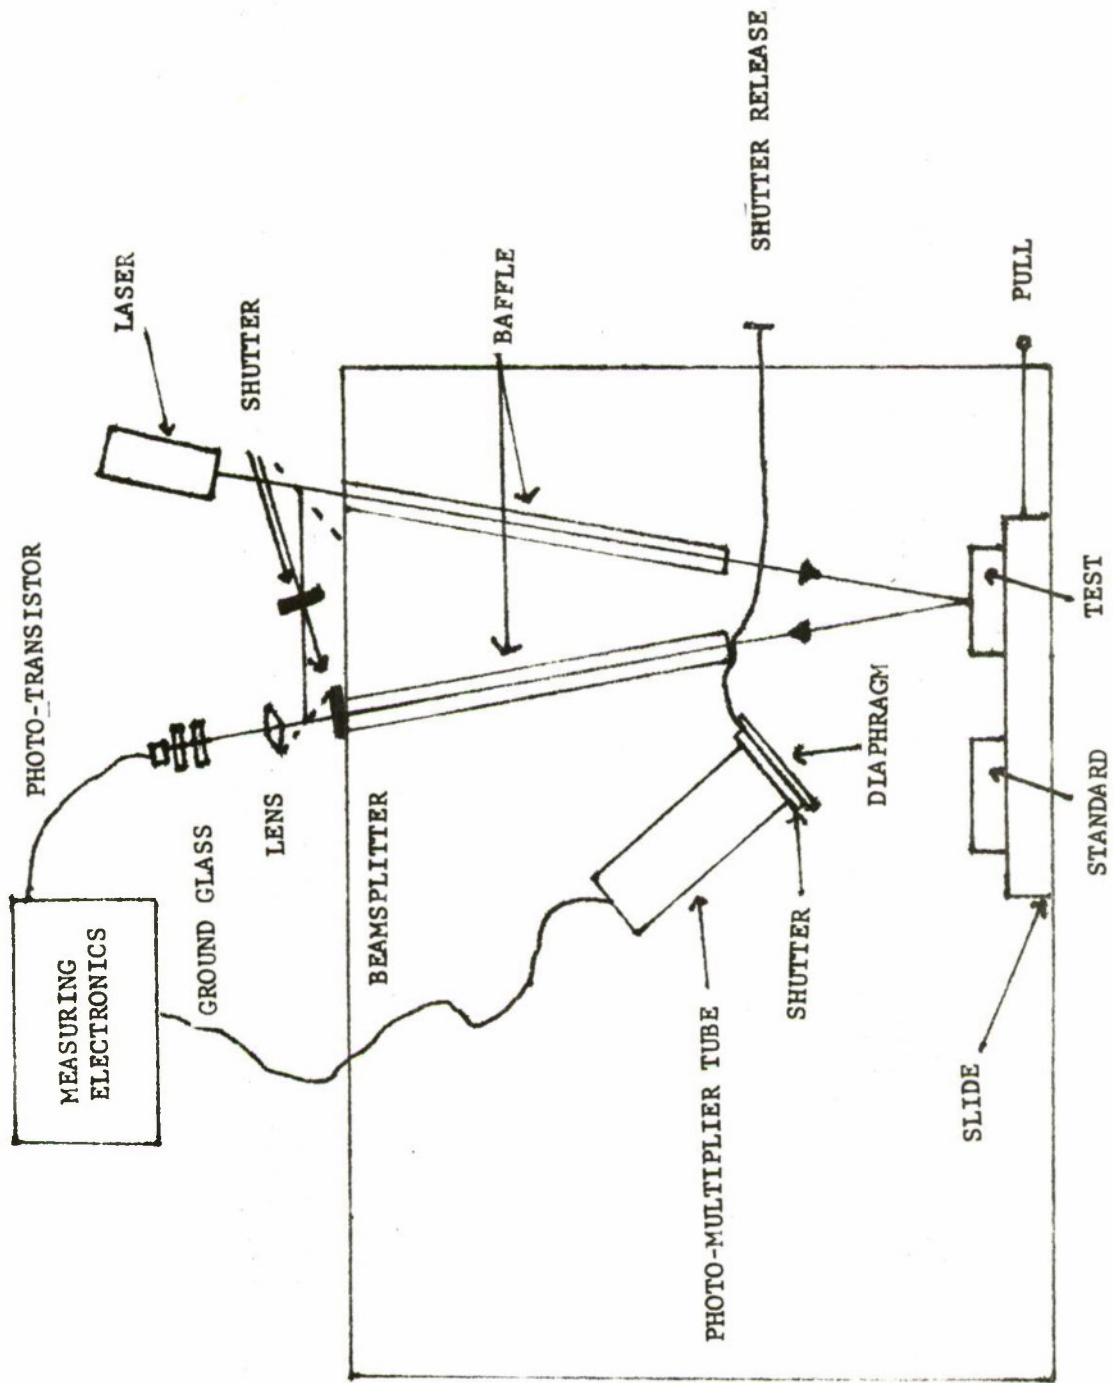 MEASURING
ELECTRONICS
PHOTO-TRANSISTOR
GROUND GLASS
LENS
BEAMSPLITTER
LASER
SHUTTER
BAFFLE
SHUTTER RELEASE
PHOTO-MULTIPLIER TUBE
SHUTTER
DIAPHRAGM
SLIDE
STANDARD
TEST
PULL